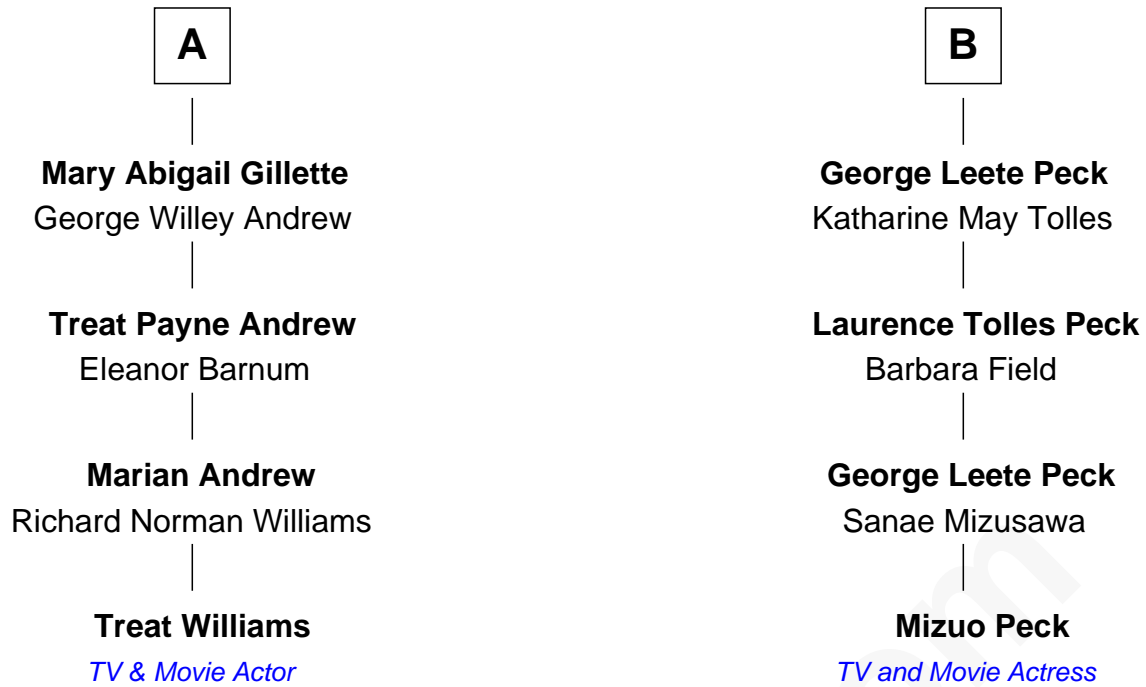 A
Mary Abigail Gillette
George Willey Andrew
Treat Payne Andrew
Eleanor Barnum
Marian Andrew
Richard Norman Williams
Treat Williams
TV & Movie Actor
B
George Leete Peck
Katharine May Tolles
Laurence Tolles Peck
Barbara Field
George Leete Peck
Sanae Mizusawa
Mizuo Peck
TV and Movie Actress